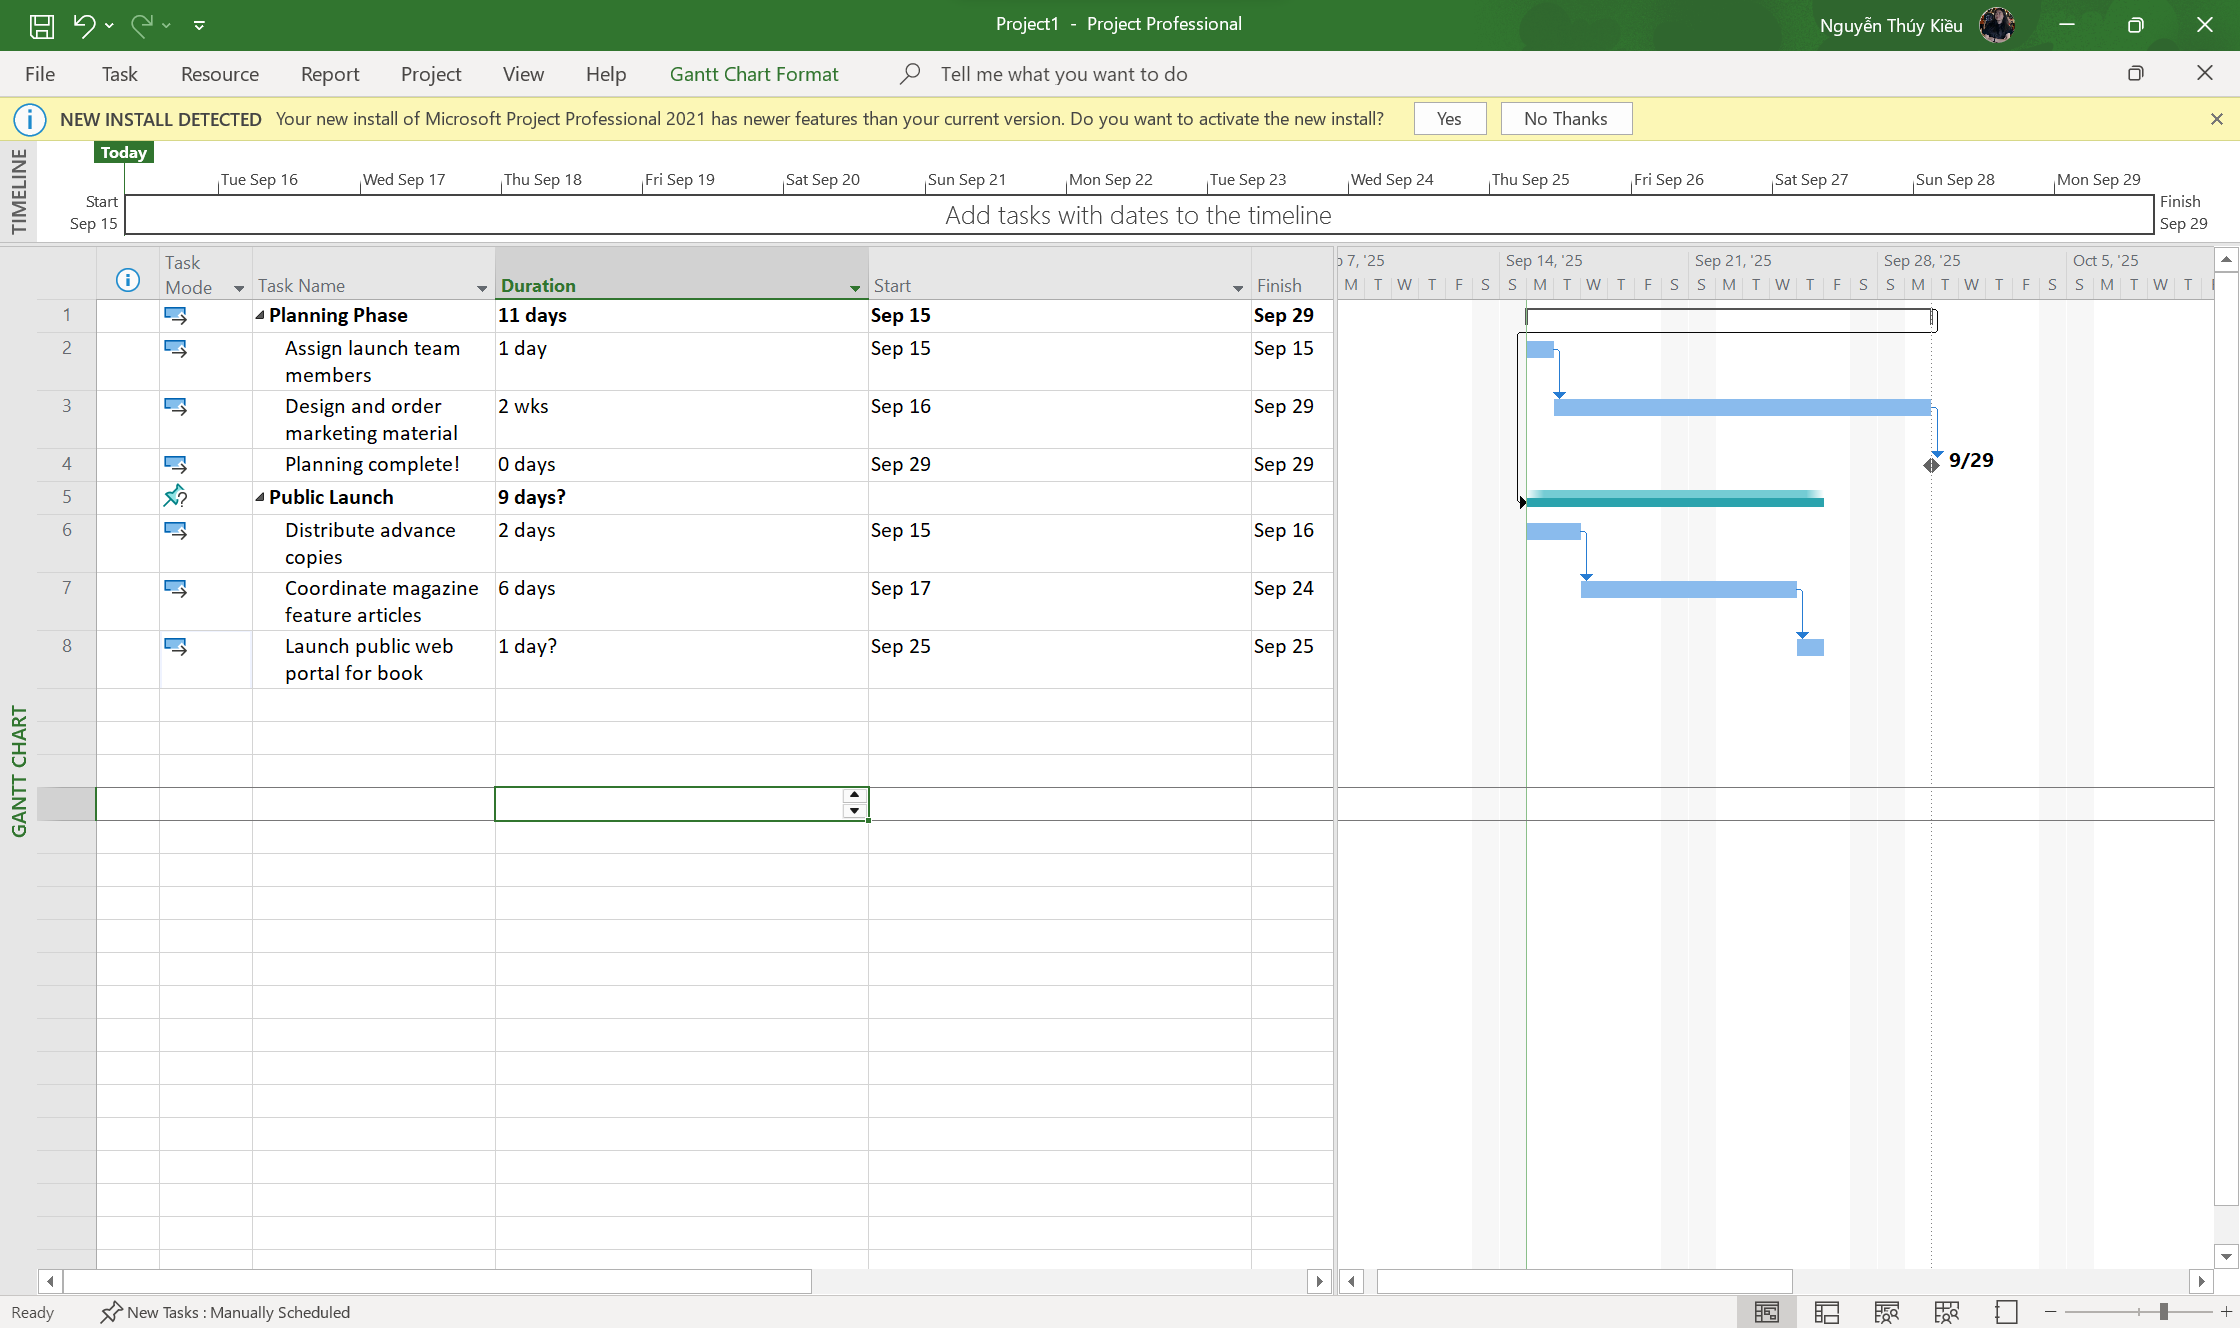 Project1 - Project Professional
Nguyễn Thúy Kiều
File Task Resource Report Project View Help Gantt Chart Format Tell me what you want to do
NEW INSTALL DETECTED Your new install of Microsoft Project Professional 2021 has newer features than your current version. Do you want to activate the new install? Yes No Thanks
TIMELINE
Today
Tue Sep 16 Wed Sep 17 Thu Sep 18 Fri Sep 19 Sat Sep 20 Sun Sep 21 Mon Sep 22 Tue Sep 23 Wed Sep 24 Thu Sep 25 Fri Sep 26 Sat Sep 27 Sun Sep 28 Mon Sep 29
Start
Sep 15
Add tasks with dates to the timeline
Finish
Sep 29
GANTT CHART
Task Mode Task Name Duration Start Finish
7, '25 Sep 14, '25 Sep 21, '25 Sep 28, '25 Oct 5, '25
M T W T F S S M T W T F S S M T W T F S S M T W T F S S M T W T
1 Planning Phase 11 days Sep 15 Sep 29
2 Assign launch team members 1 day Sep 15 Sep 15
3 Design and order marketing material 2 wks Sep 16 Sep 29
4 Planning complete! 0 days Sep 29 Sep 29
9/29
5 Public Launch 9 days?
6 Distribute advance copies 2 days Sep 15 Sep 16
7 Coordinate magazine feature articles 6 days Sep 17 Sep 24
8 Launch public web portal for book 1 day? Sep 25 Sep 25
Ready New Tasks : Manually Scheduled